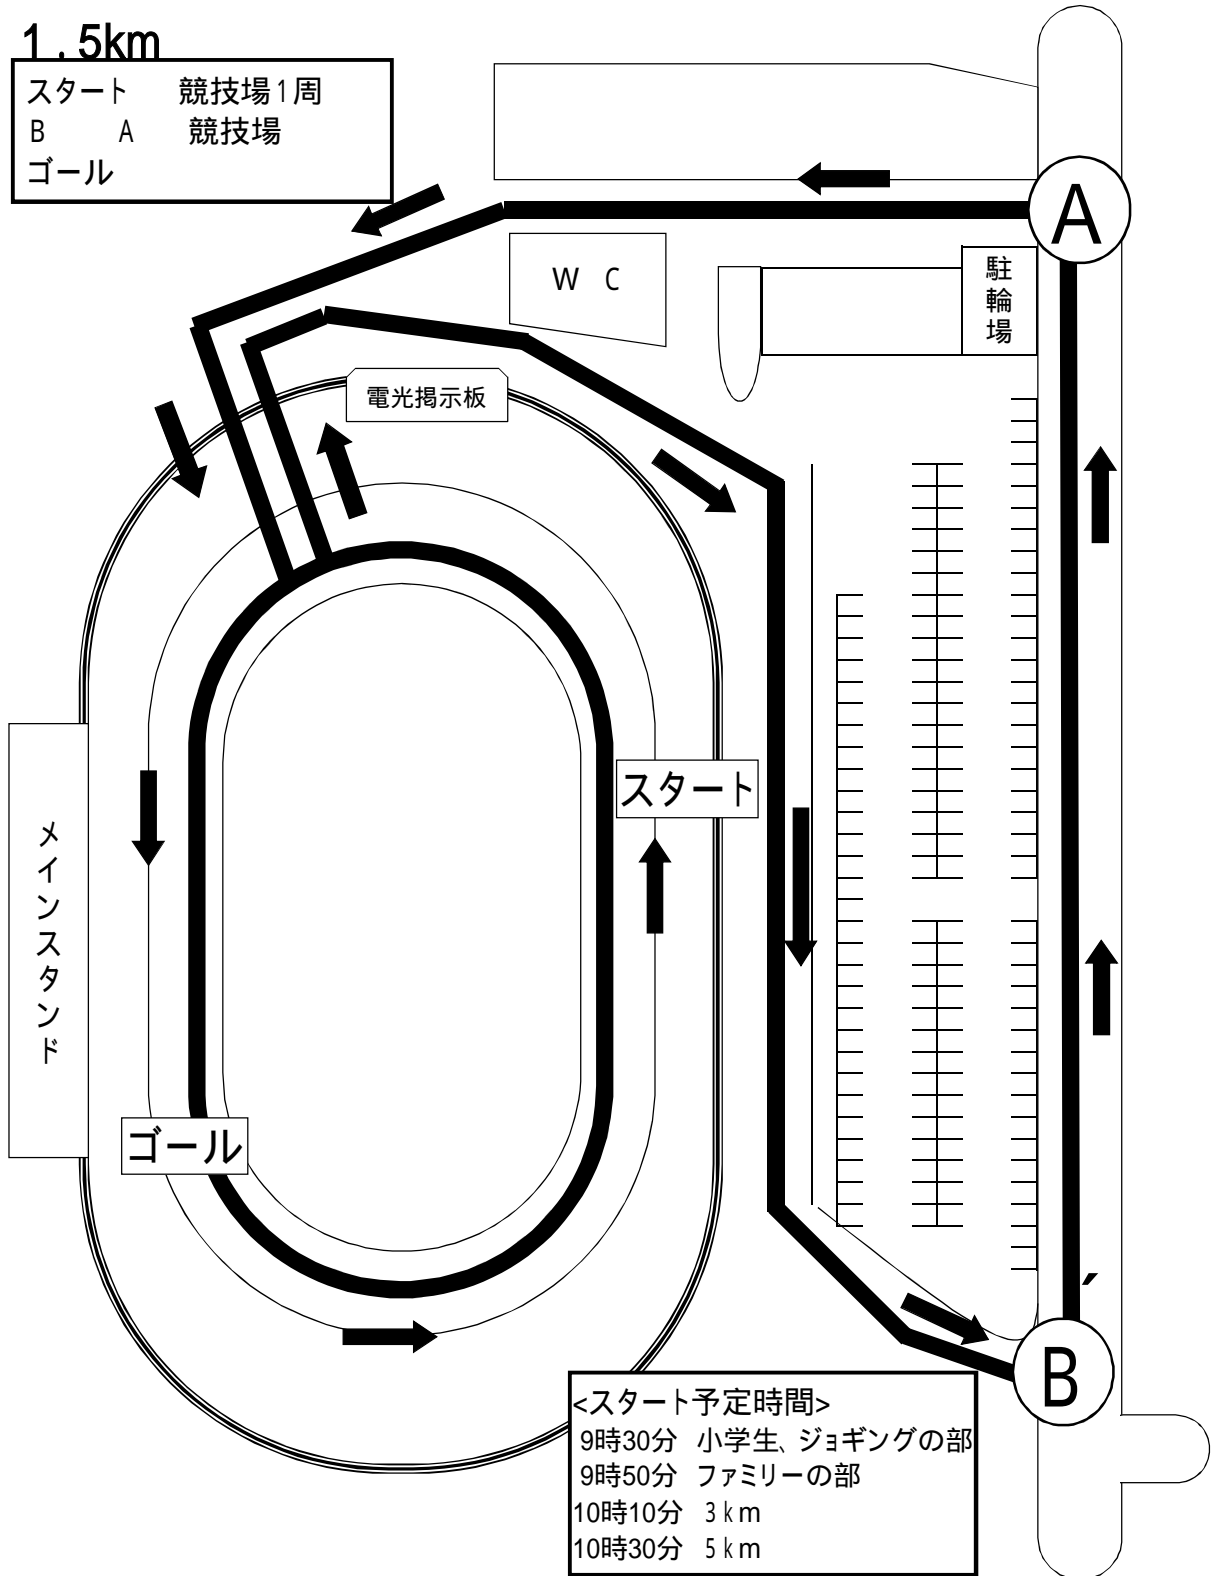 1.5km
スタート 競技場1周
B A 競技場
ゴール
A
W C
駐輪場
電光掲示板
スタート
メインスタンド
ゴール
B
<スタート予定時間>
9時30分 小学生、ジョギングの部
9時50分 ファミリーの部
10時10分 3km
10時30分 5km